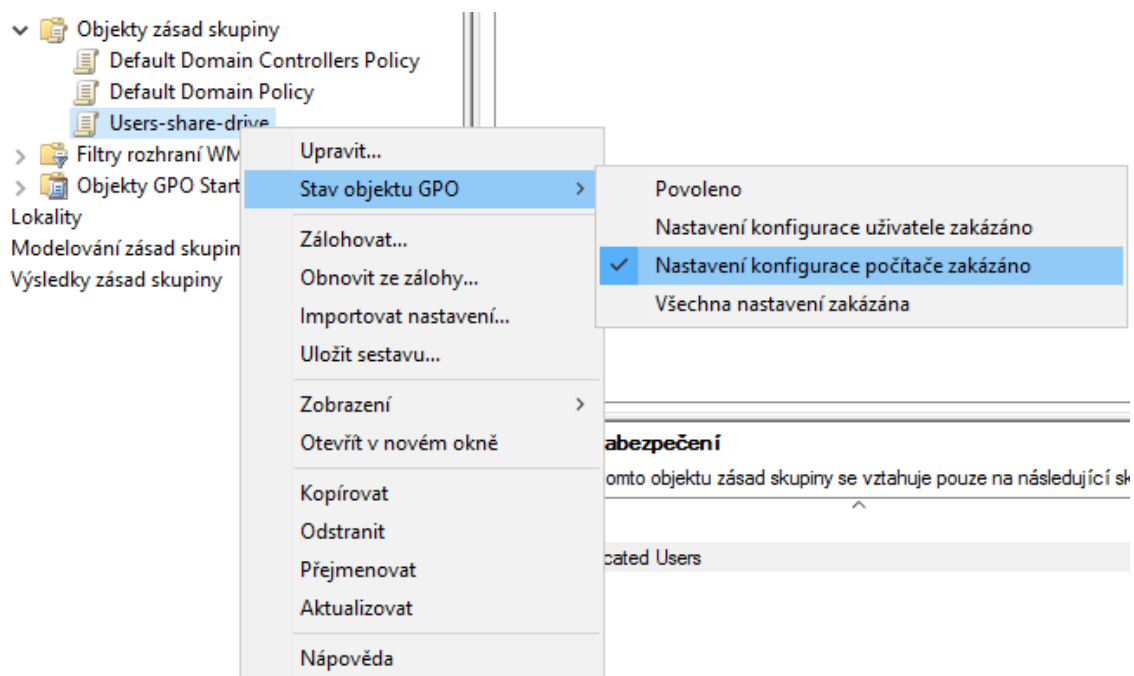 Objekty zásad skupiny
Default Domain Controllers Policy
Default Domain Policy
Users-share-drive
Filtry rozhraní WM
Objekty GPO Start
Lokality
Modelování zásad skupin
Výsledky zásad skupiny
Upravit...
Stav objektu GPO
Zálohovat...
Obnovit ze zálohy...
Importovat nastavení...
Uložit sestavu...
Zobrazení
Otevřít v novém okně
Kopírovat
Odstranit
Přejmenovat
Aktualizovat
Nápověda
Povoleno
Nastavení konfigurace uživatele zakázáno
Nastavení konfigurace počítače zakázáno
Všechna nastavení zakázána
abezpečení
omto objektu zásad skupiny se vztahuje pouze na následující sk
cated Users